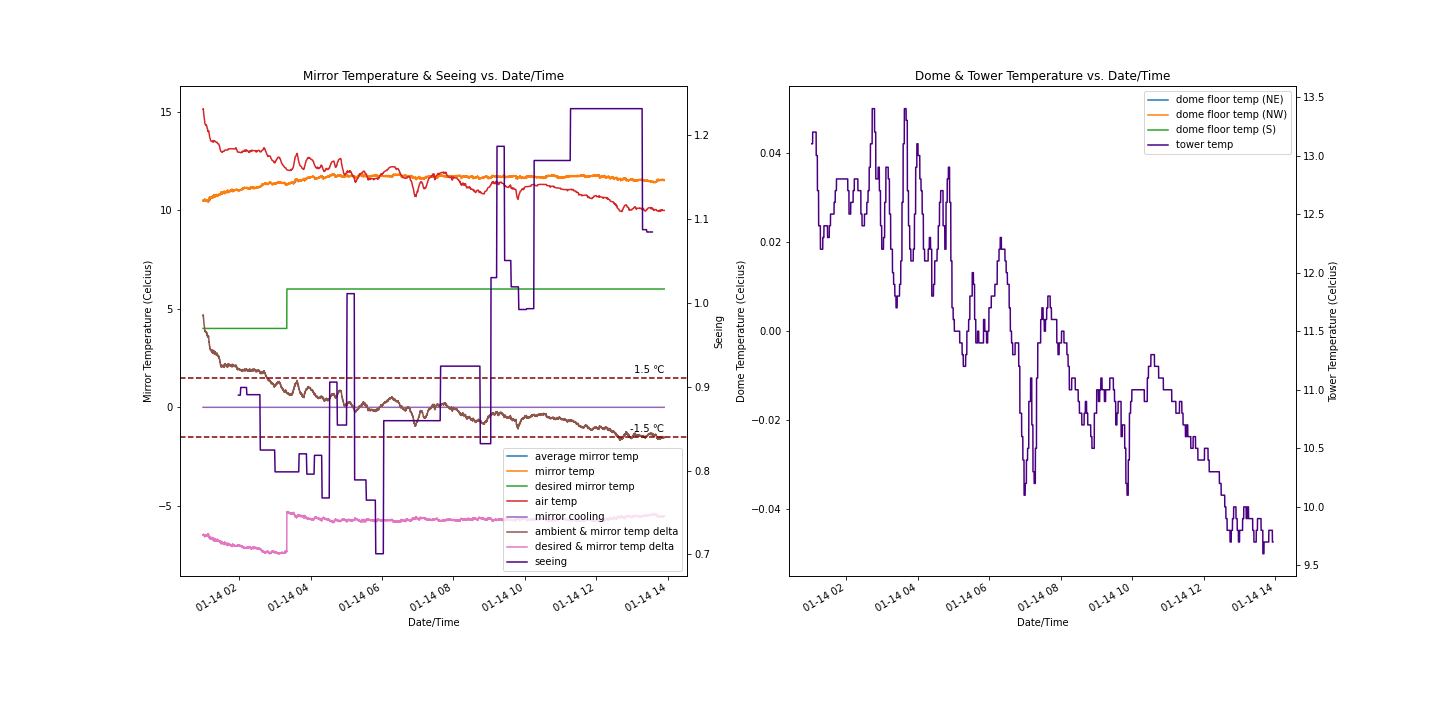 Mirror Temperature & Seeing vs. Date/Time
Mirror Temperature (Celcius)
15
10
5
0
−5
1.2
1.1
1.0
0.9
0.8
0.7
Seeing
1.5 °C
-1.5 °C
average mirror temp
mirror temp
desired mirror temp
air temp
mirror cooling
ambient & mirror temp delta
desired & mirror temp delta
seeing
01-14 02
01-14 04
01-14 06
01-14 08
01-14 10
01-14 12
01-14 14
Date/Time
Dome & Tower Temperature vs. Date/Time
Dome Temperature (Celcius)
0.04
0.02
0.00
−0.02
−0.04
13.5
13.0
12.5
12.0
11.5
11.0
10.5
10.0
9.5
Tower Temperature (Celcius)
dome floor temp (NE)
dome floor temp (NW)
dome floor temp (S)
tower temp
01-14 02
01-14 04
01-14 06
01-14 08
01-14 10
01-14 12
01-14 14
Date/Time